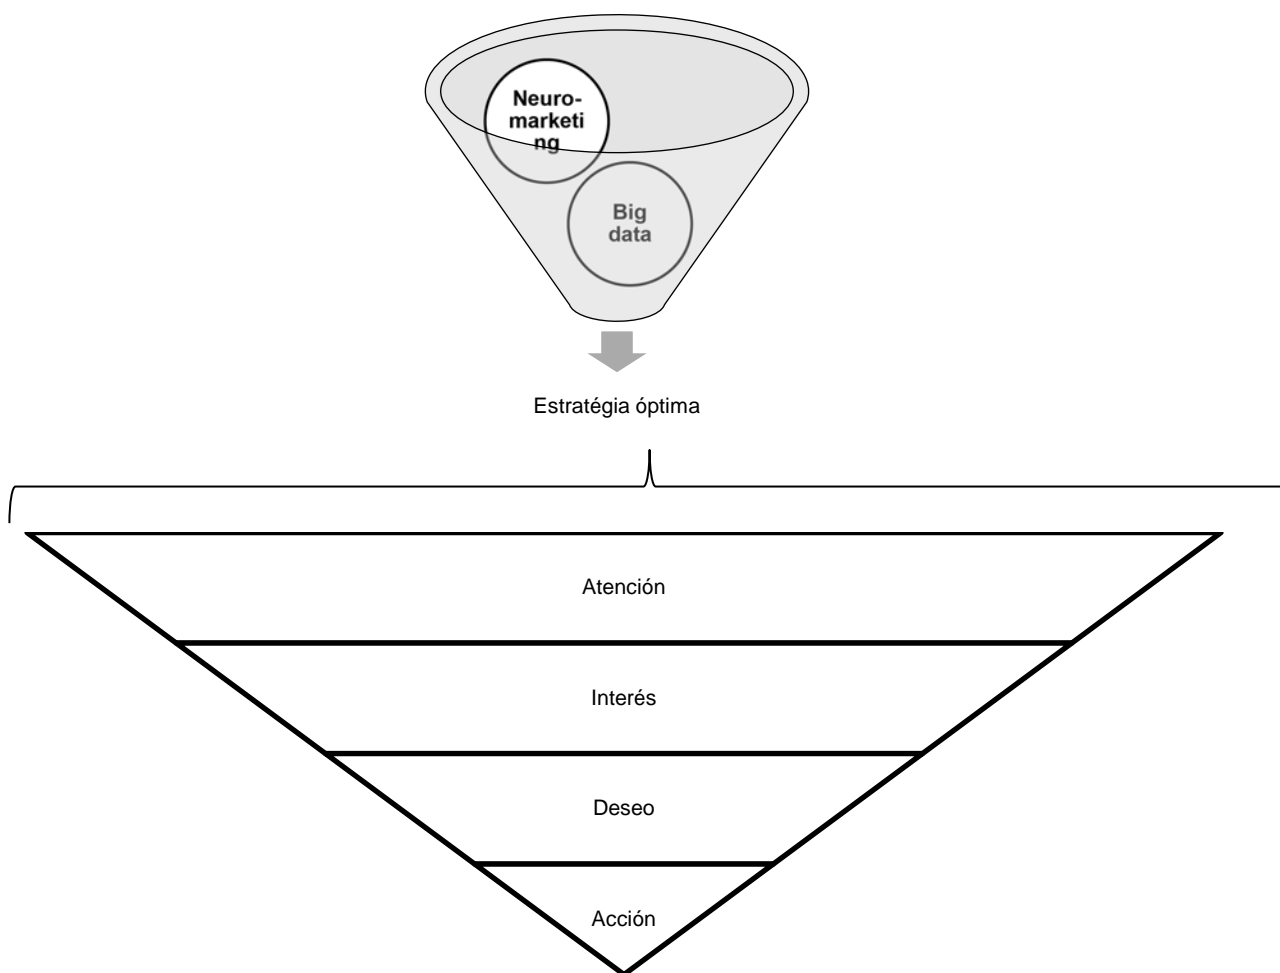 Neuro-
marketi
ng
Big
data
Estratégia óptima
Atención
Interés
Deseo
Acción